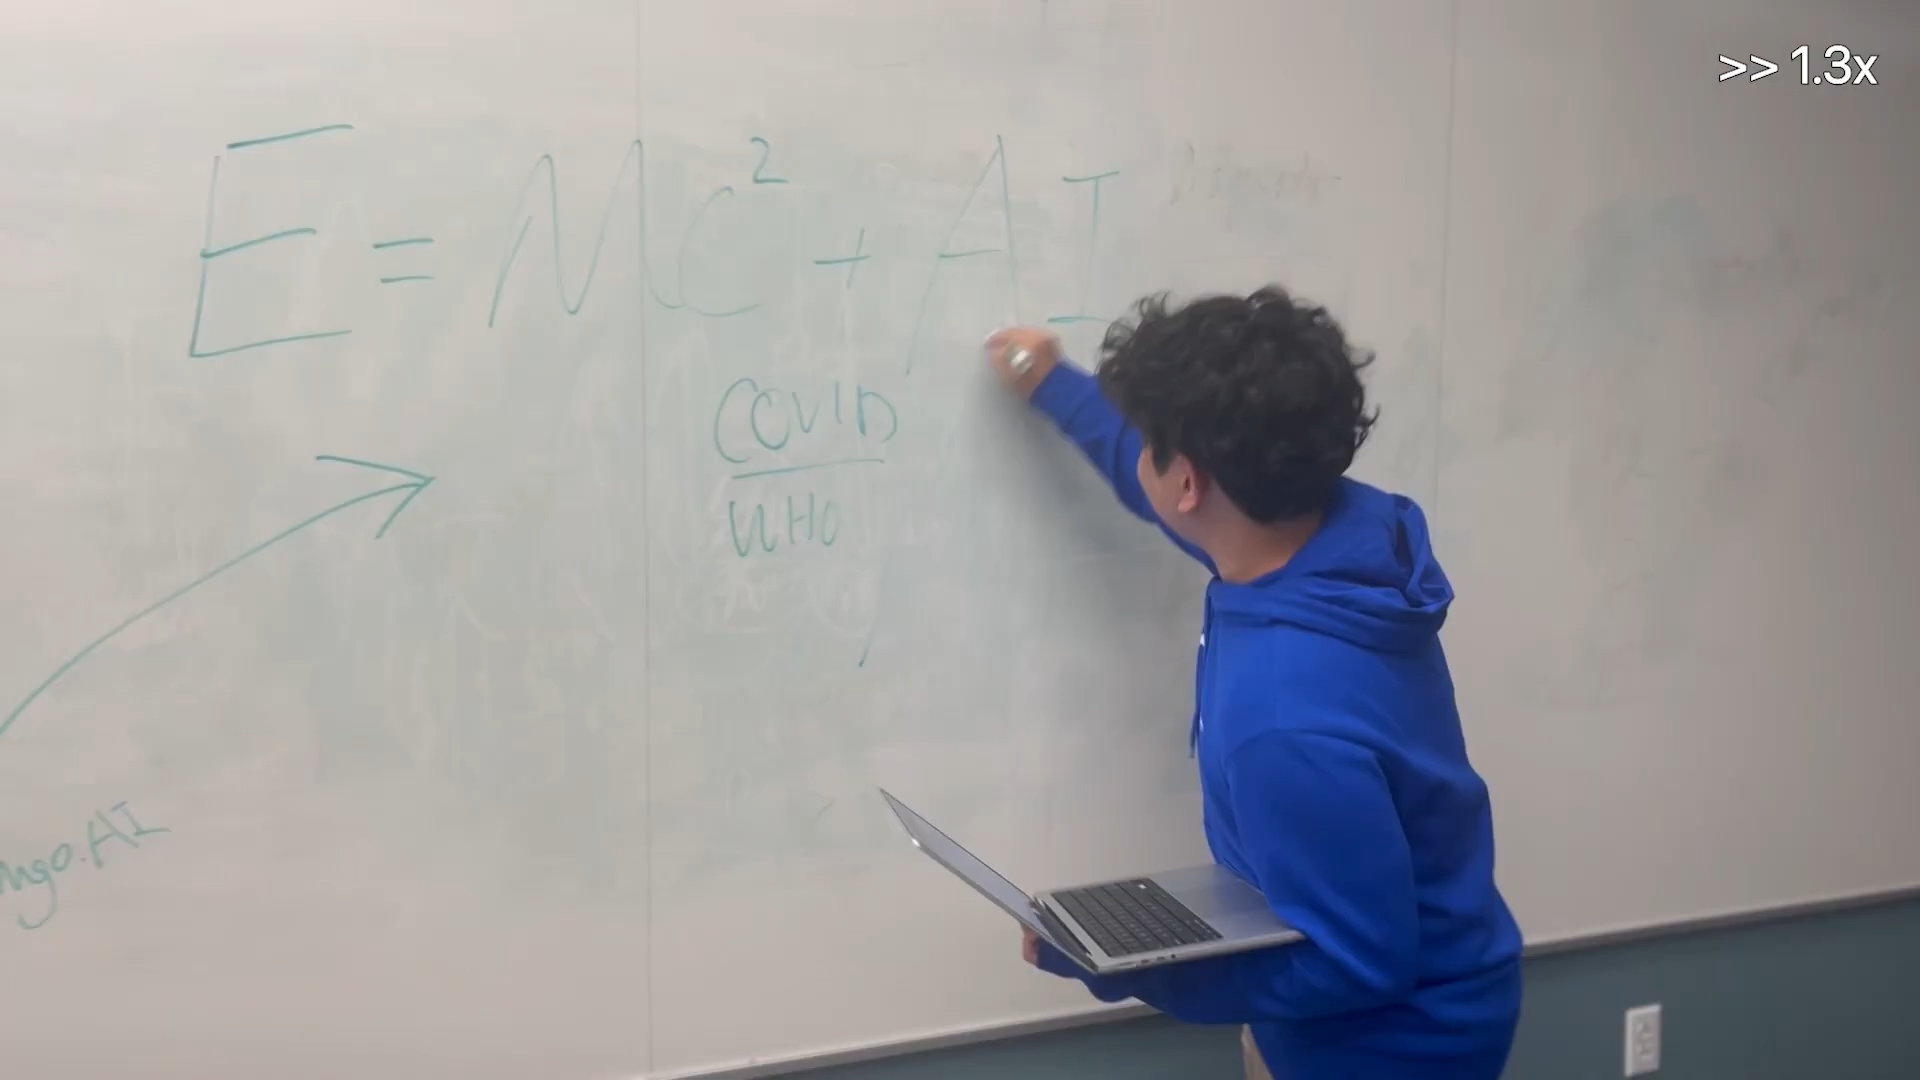 >> 1.3x
E = MC² + AI
COVID
WHO
ngo.AI